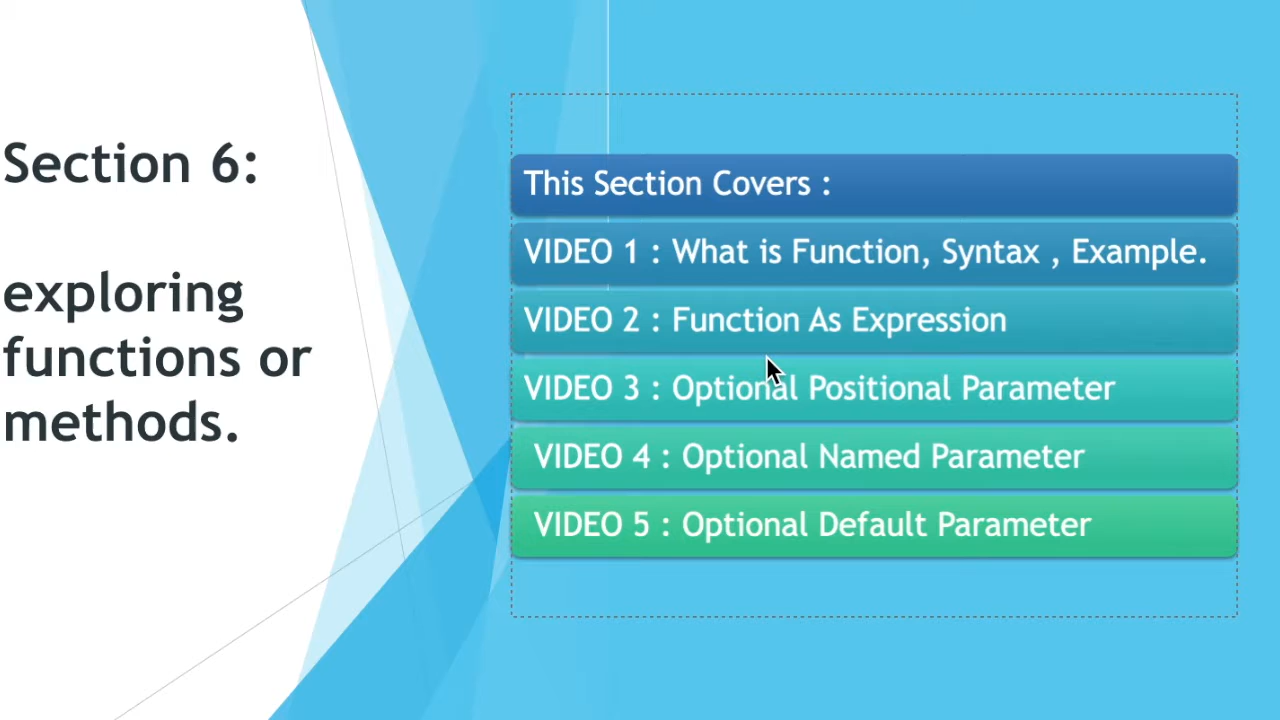 Section 6:
exploring
functions or
methods.
This Section Covers :
VIDEO 1 : What is Function, Syntax , Example.
VIDEO 2 : Function As Expression
VIDEO 3 : Optional Positional Parameter
VIDEO 4 : Optional Named Parameter
VIDEO 5 : Optional Default Parameter